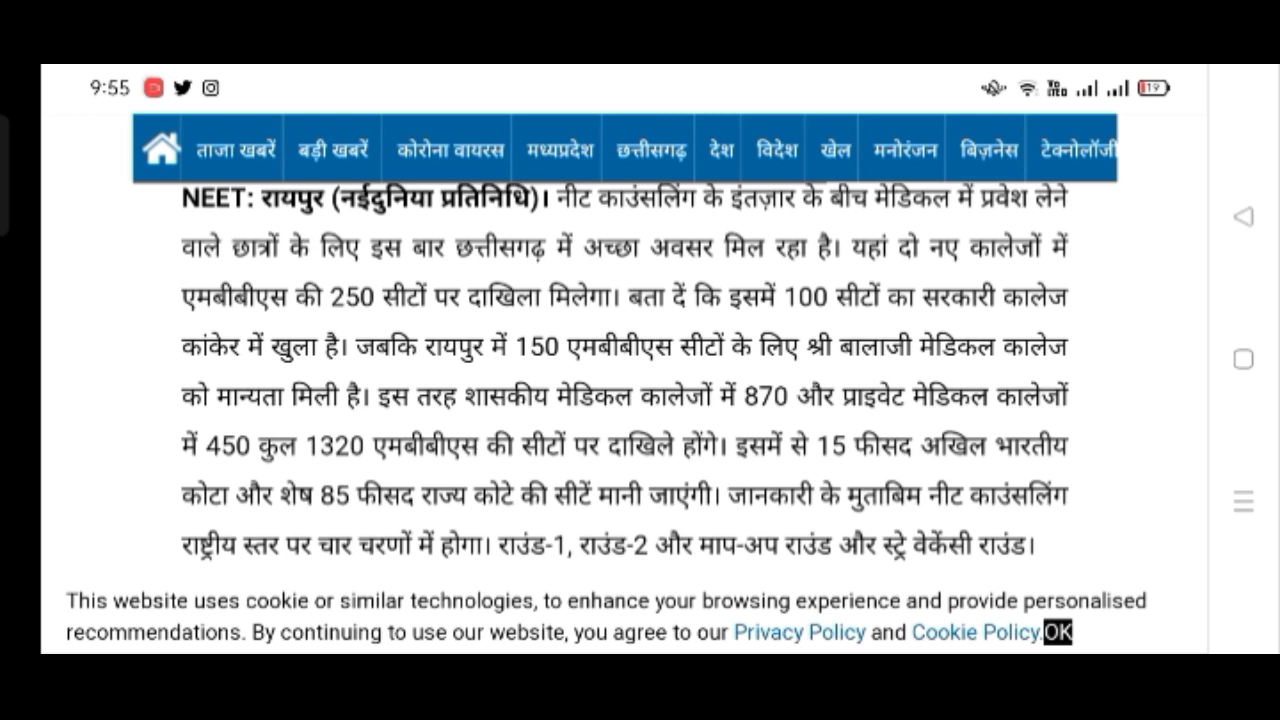 9:55
VO LTE 19
ताजा खबरें बड़ी खबरें कोरोना वायरस मध्यप्रदेश छत्तीसगढ़ देश विदेश खेल मनोरंजन बिज़नेस टेक्नोलॉजी
NEET: रायपुर (नईदुनिया प्रतिनिधि)। नीट काउंसलिंग के इंतज़ार के बीच मेडिकल में प्रवेश लेने
वाले छात्रों के लिए इस बार छत्तीसगढ़ में अच्छा अवसर मिल रहा है। यहां दो नए कालेजों में
एमबीबीएस की 250 सीटों पर दाखिला मिलेगा। बता दें कि इसमें 100 सीटों का सरकारी कालेज
कांकेर में खुला है। जबकि रायपुर में 150 एमबीबीएस सीटों के लिए श्री बालाजी मेडिकल कालेज
को मान्यता मिली है। इस तरह शासकीय मेडिकल कालेजों में 870 और प्राइवेट मेडिकल कालेजों
में 450 कुल 1320 एमबीबीएस की सीटों पर दाखिले होंगे। इसमें से 15 फीसद अखिल भारतीय
कोटा और शेष 85 फीसद राज्य कोटे की सीटें मानी जाएंगी। जानकारी के मुताबिम नीट काउंसलिंग
राष्ट्रीय स्तर पर चार चरणों में होगा। राउंड-1, राउंड-2 और माप-अप राउंड और स्ट्रे वेकेंसी राउंड।
This website uses cookie or similar technologies, to enhance your browsing experience and provide personalised
recommendations. By continuing to use our website, you agree to our Privacy Policy and Cookie Policy.OK